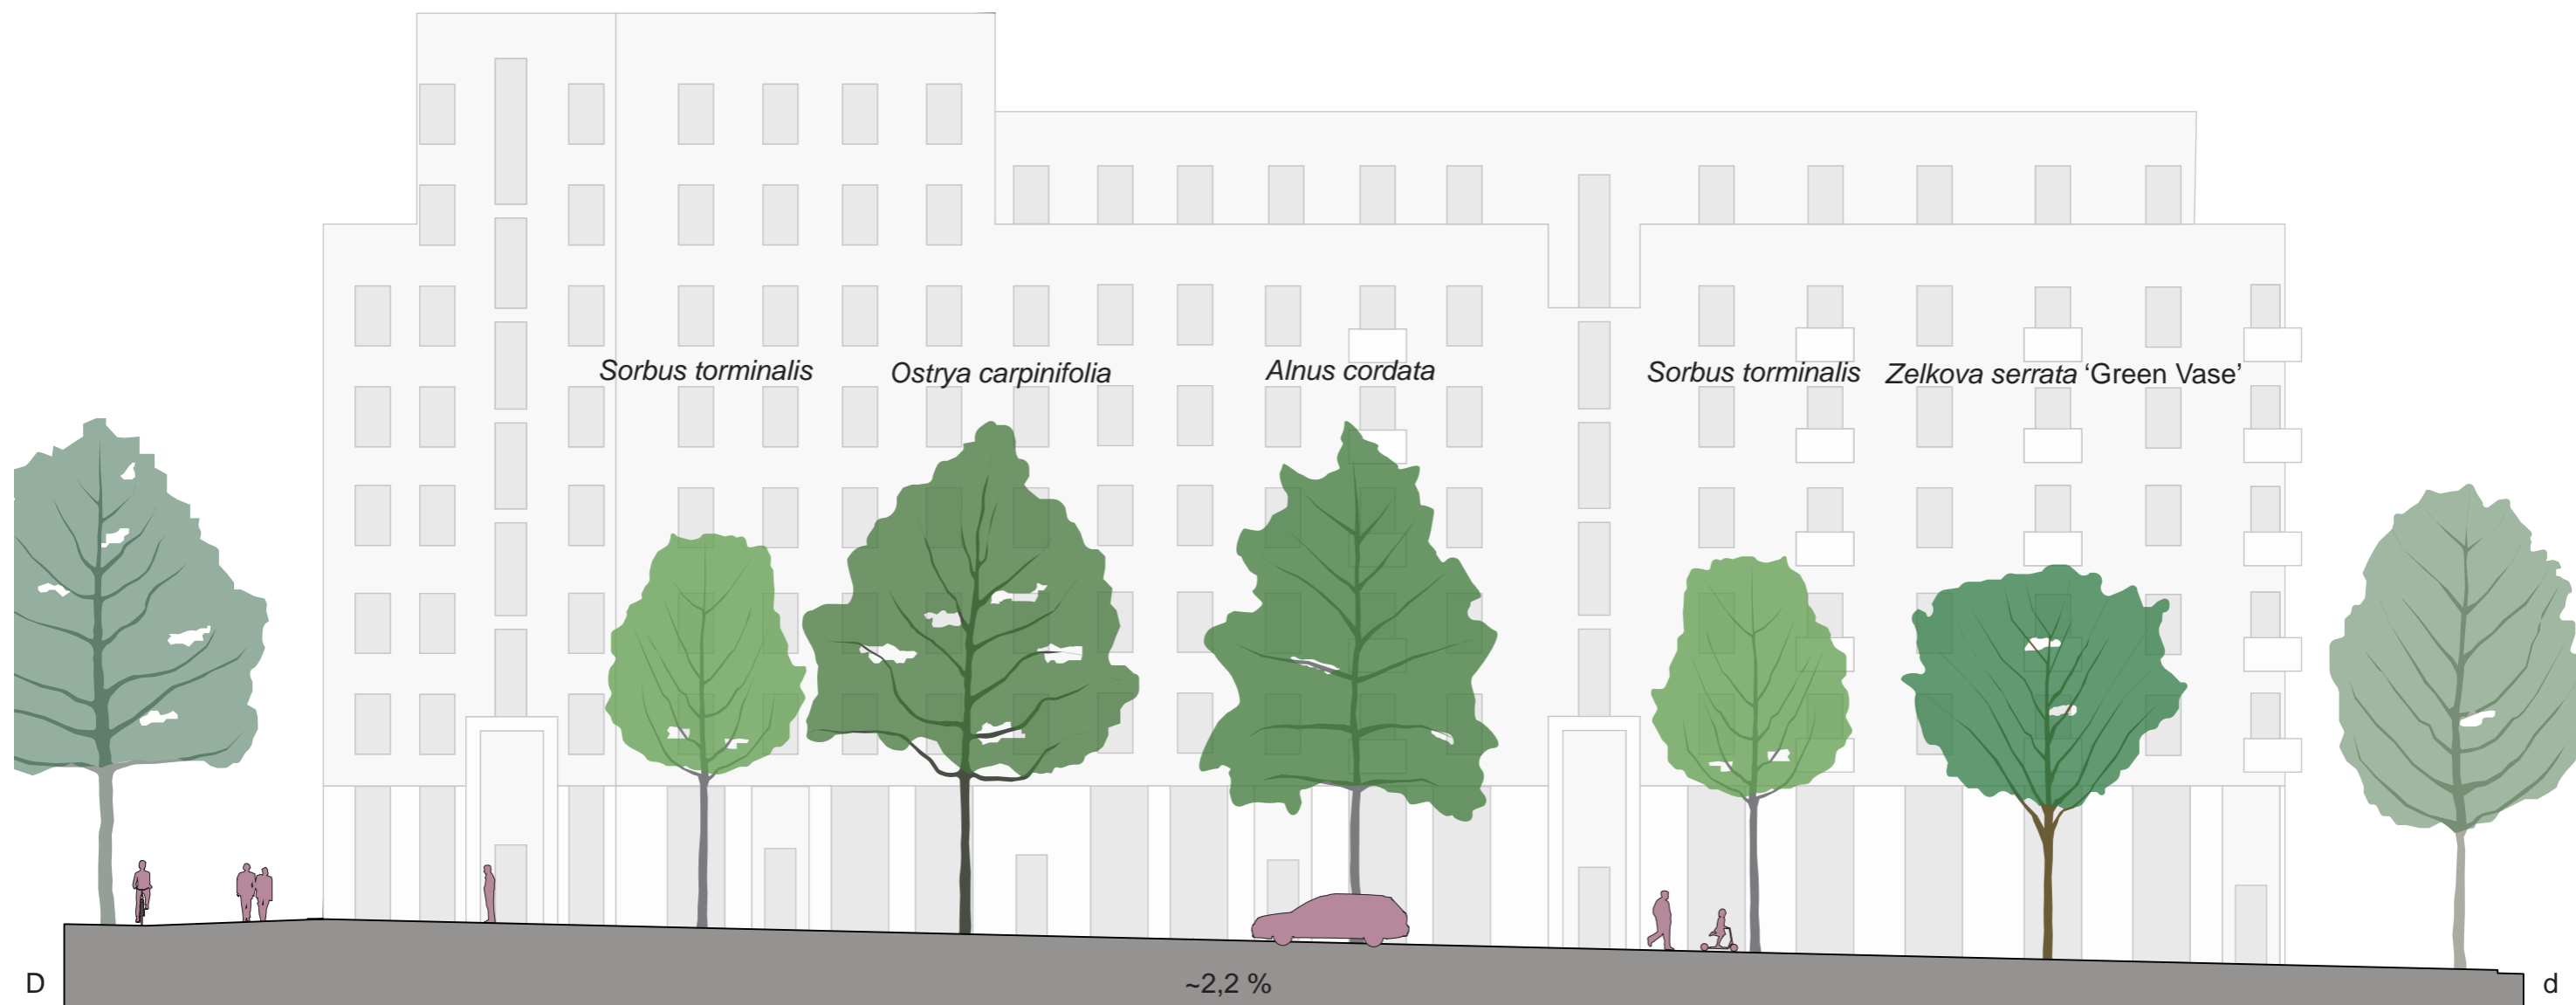 Sorbus torminalis
Ostrya carpinifolia
Alnus cordata
Sorbus torminalis
Zelkova serrata ‘Green Vase’
D
~2,2 %
d